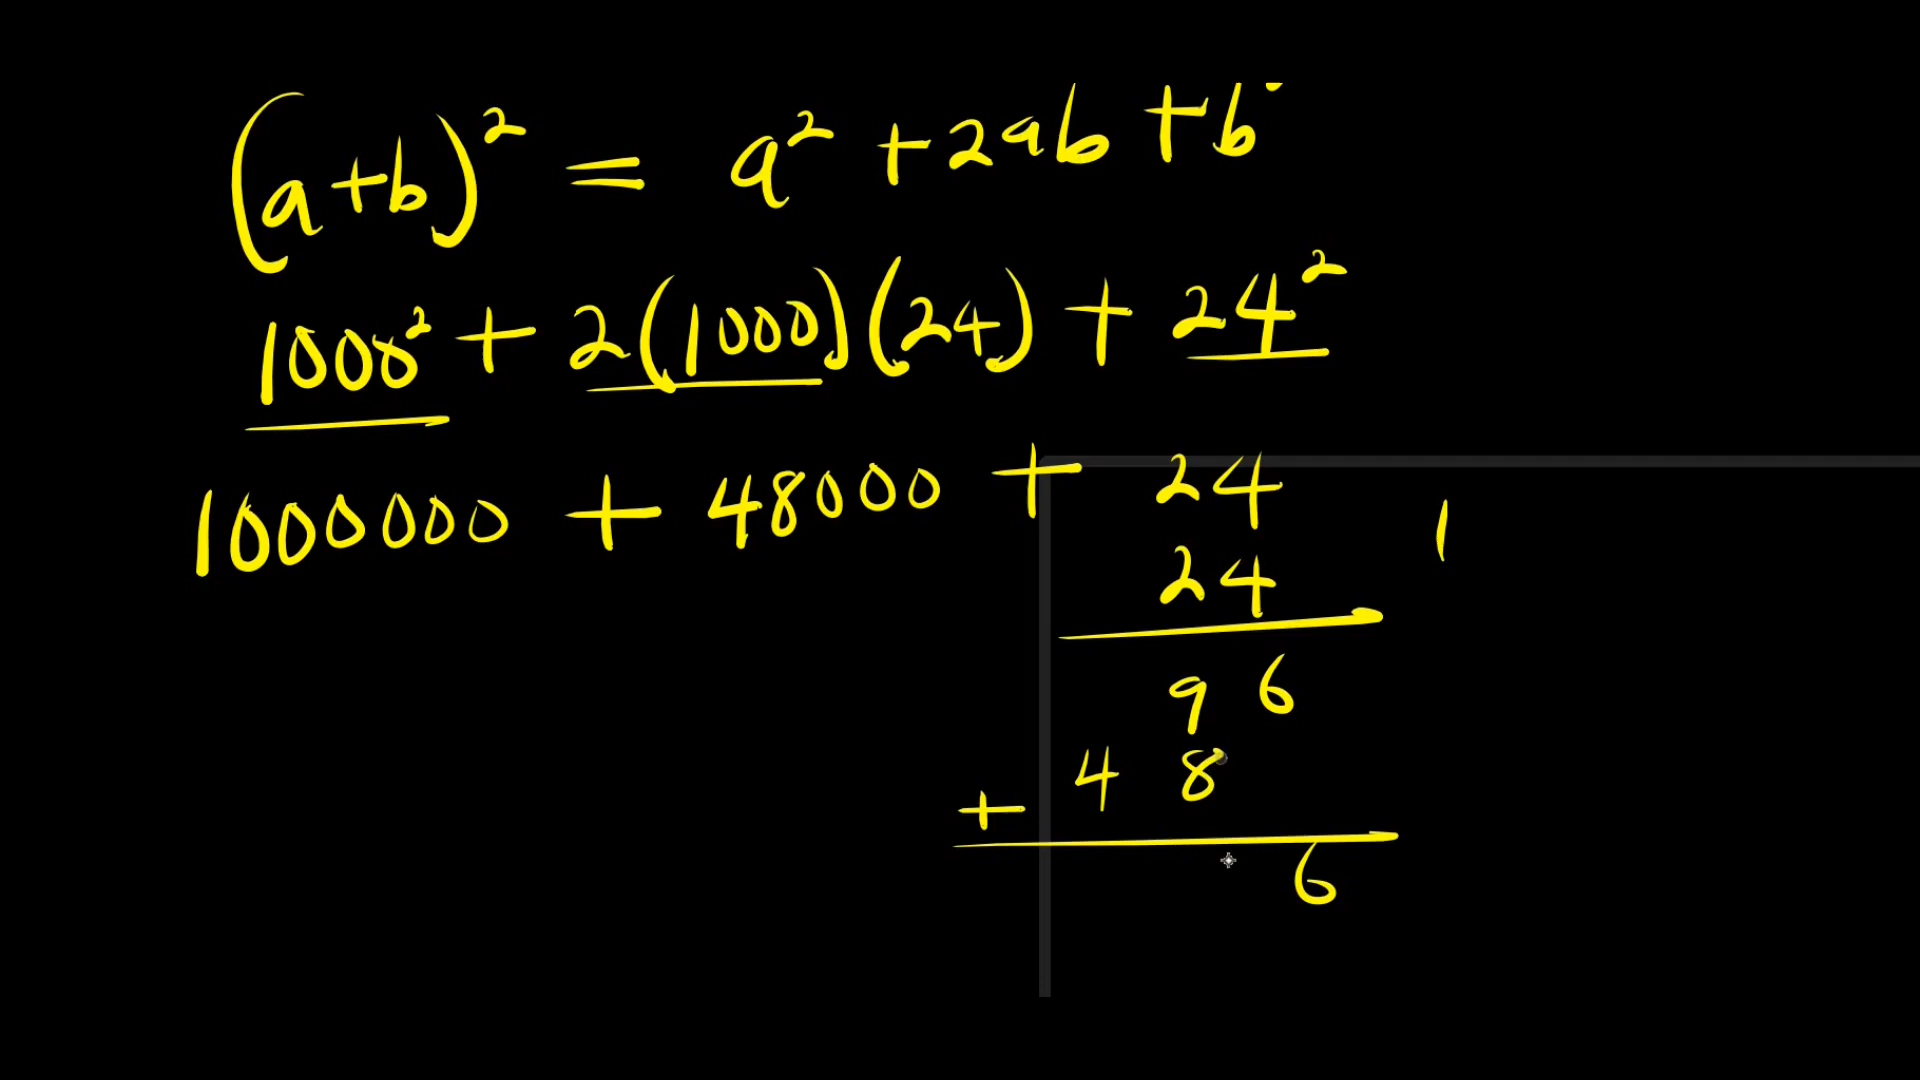 (a+b)² = a² + 2ab + b
1000² + 2(1000)(24) + 24²
1000000 + 48000 + 24
1
24
96
+ 48
6